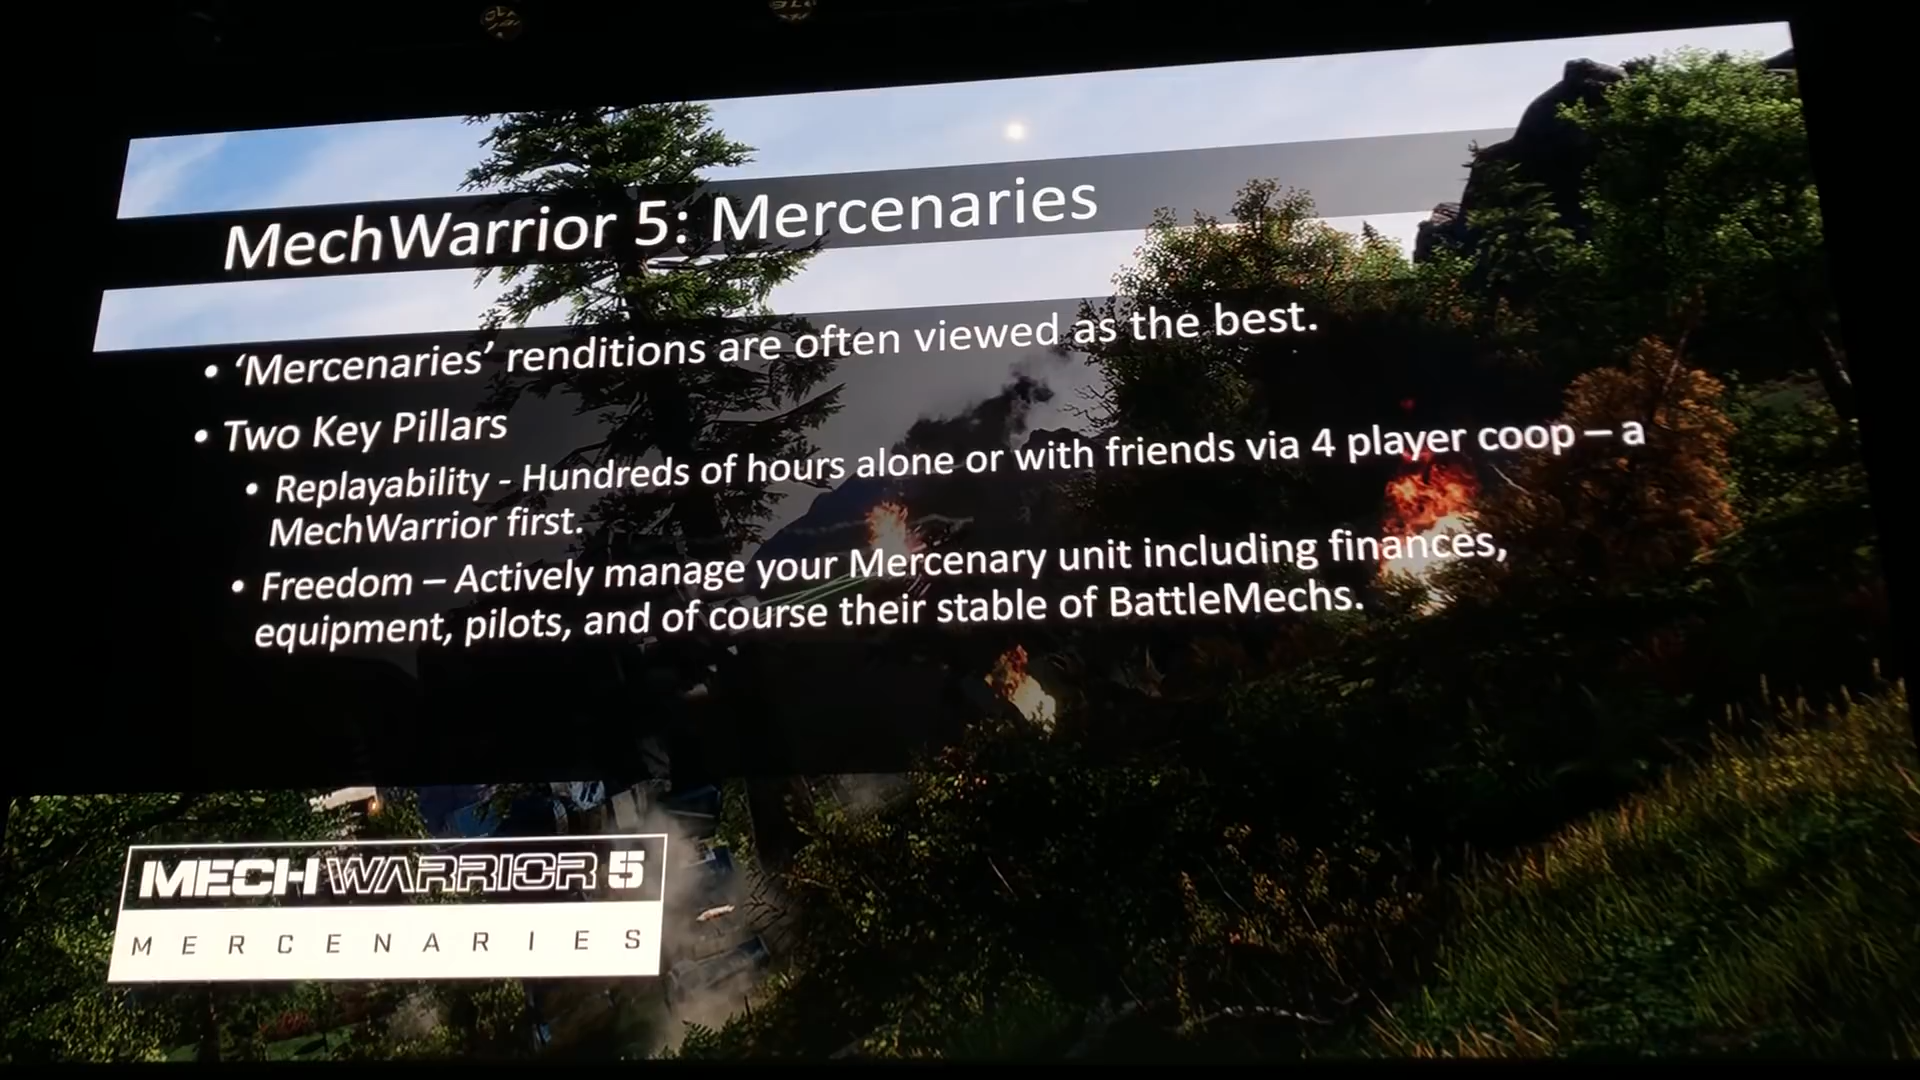 MechWarrior 5: Mercenaries
• ‘Mercenaries’ renditions are often viewed as the best.
• Two Key Pillars
• Replayability - Hundreds of hours alone or with friends via 4 player coop – a
MechWarrior first.
• Freedom – Actively manage your Mercenary unit including finances,
equipment, pilots, and of course their stable of BattleMechs.
MECHWARRIOR 5
MERCENARIES